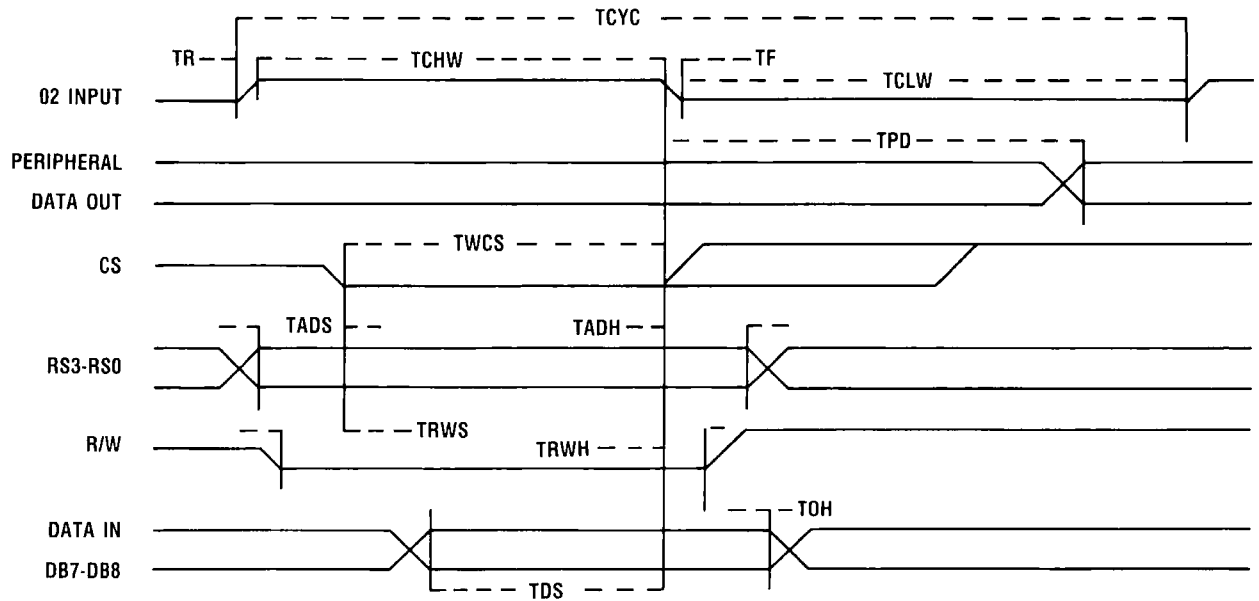 TCYC
TR
TCHW
TF
TCLW
02 INPUT
TPD
PERIPHERAL
DATA OUT
TWCS
CS
TADS
TADH
RS3-RS0
TRWS
R/W
TRWH
TOH
DATA IN
DB7-DB8
TDS